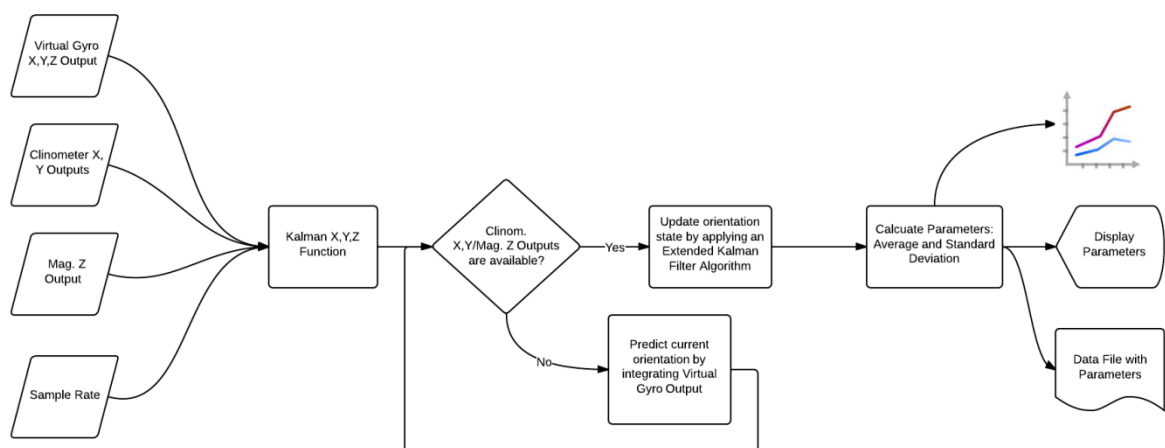 Virtual Gyro
X,Y,Z Output
Clinometer X,
Y Outputs
Mag. Z
Output
Sample Rate
Kalman X,Y,Z
Function
Clinom.
X,Y/Mag. Z Outputs
are available?
Yes
No
Update orientation
state by applying an
Extended Kalman
Filter Algorithm
Predict current
orientation by
integrating Virtual
Gyro Output
Calcuate Parameters:
Average and Standard
Deviation
Display
Parameters
Data File with
Parameters